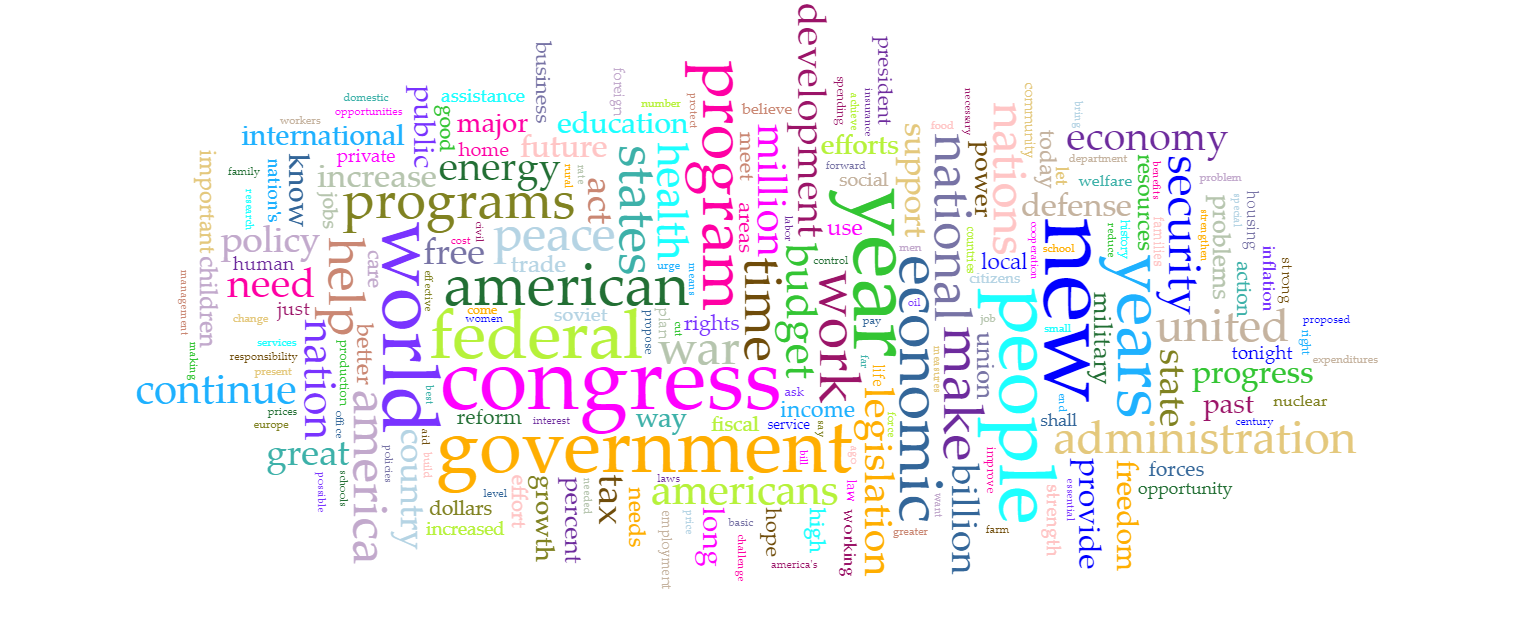 development
business
president
foreign
program
domestic
opportunities
workers
public
assistance
good
number
protect
believe
spending
achieve
insurance
necessary
food
nations
community
bring
international
major
education
million
efforts
support
national
today
economy
private
home
future
states
health
meet
forward
social
power
department
let
welfare
resources
benefits
security
problem
important
family
nation's
research
know
jobs
increase
energy
rural
rate
act
areas
labor
year
men
defense
history
reduce
families
strengthen
special
problems
housing
programs
policy
care
world
free
cost
civil
peace
trade
urge
means
use
control
economic
countries
cooperation
school
local
citizens
new
years
human
children
help
need
effective
american
time
budget
work
oil
people
military
action
inflation
strong
management
just
change
come
women
soviet
propose
plan
cut
rights
pay
make
job
small
united
proposed
right
making
services
responsibility
present
nation
production
better
federal
war
far
life
measures
union
state
tonight
expenditures
progress
continue
america
best
congress
ask
income
legislation
force
end
past
nuclear
prices
europe
office
reform
interest
way
fiscal
service
say
shall
century
great
country
aid
build
policies
government
bill
ago
administration
possible
schools
level
effort
growth
percent
needed
tax
needs
laws
americans
law
working
billion
want
improve
strength
essential
provide
freedom
forces
opportunity
dollars
increased
employment
price
long
basic
challenge
hope
america's
high
greater
farm